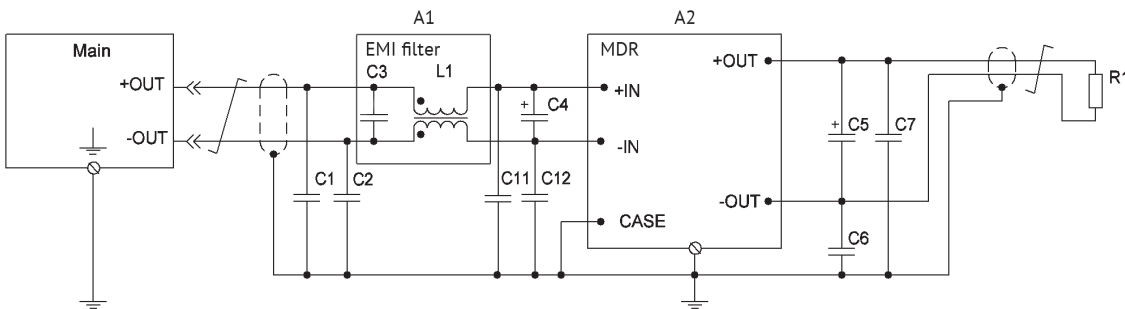 A1
A2
Main
EMI filter
MDR
+OUT
C3
L1
+OUT
+IN
+
C4
R1
-OUT
-IN
+
C5
C7
C1
C2
C11
C12
-OUT
CASE
C6